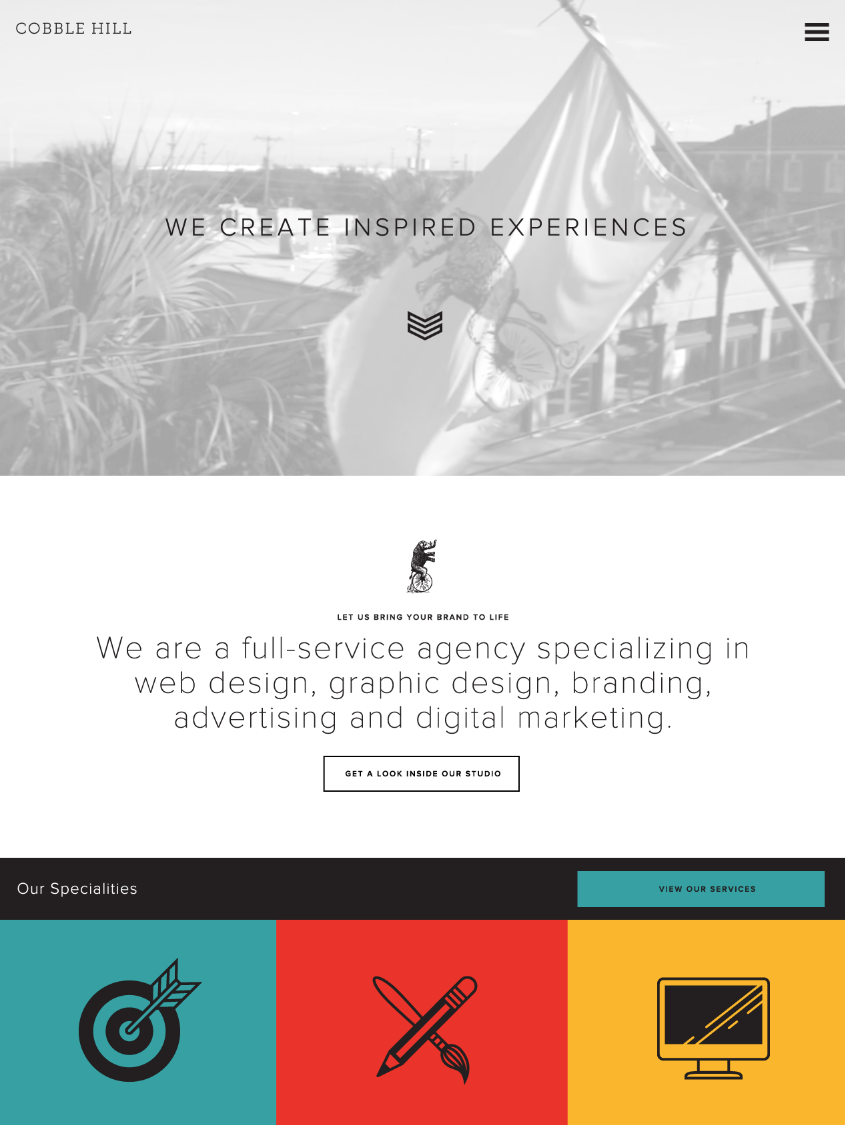 COBBLE HILL
WE CREATE INSPIRED EXPERIENCES
LET US BRING YOUR BRAND TO LIFE
We are a full-service agency specializing in
web design, graphic design, branding,
advertising and digital marketing.
GET A LOOK INSIDE OUR STUDIO
Our Specialities
VIEW OUR SERVICES